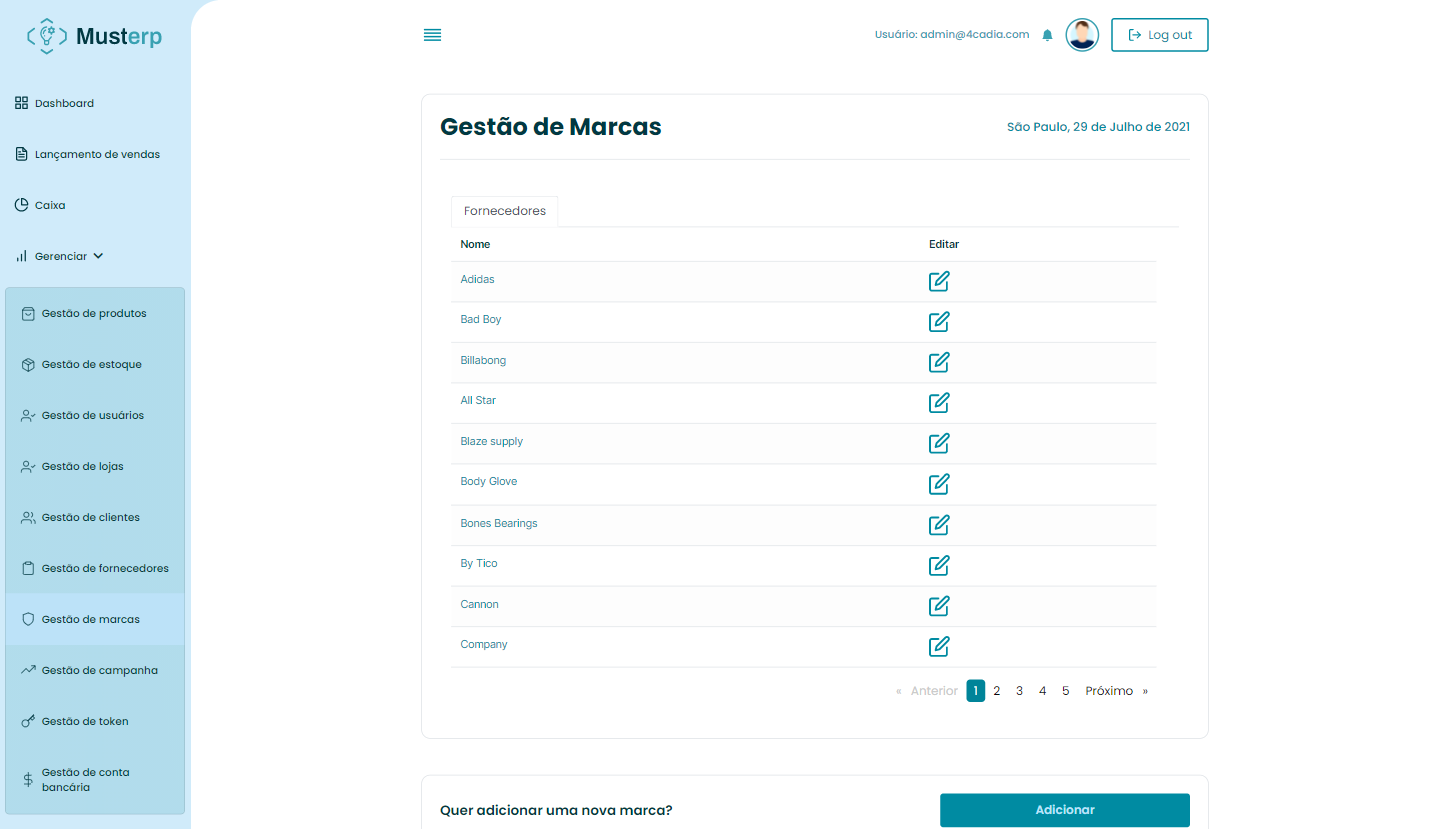 Musterp
Dashboard
Lançamento de vendas
Caixa
Gerenciar
Gestão de produtos
Gestão de estoque
Gestão de usuários
Gestão de lojas
Gestão de clientes
Gestão de fornecedores
Gestão de marcas
Gestão de campanha
Gestão de token
Gestão de conta
bancária
Usuário: admin@4cadia.com
Log out
Gestão de Marcas
São Paulo, 29 de Julho de 2021
Fornecedores
Nome Editar
Adidas
Bad Boy
Billabong
All Star
Blaze supply
Body Glove
Bones Bearings
By Tico
Cannon
Company
« Anterior 1 2 3 4 5 Próximo »
Quer adicionar uma nova marca? Adicionar